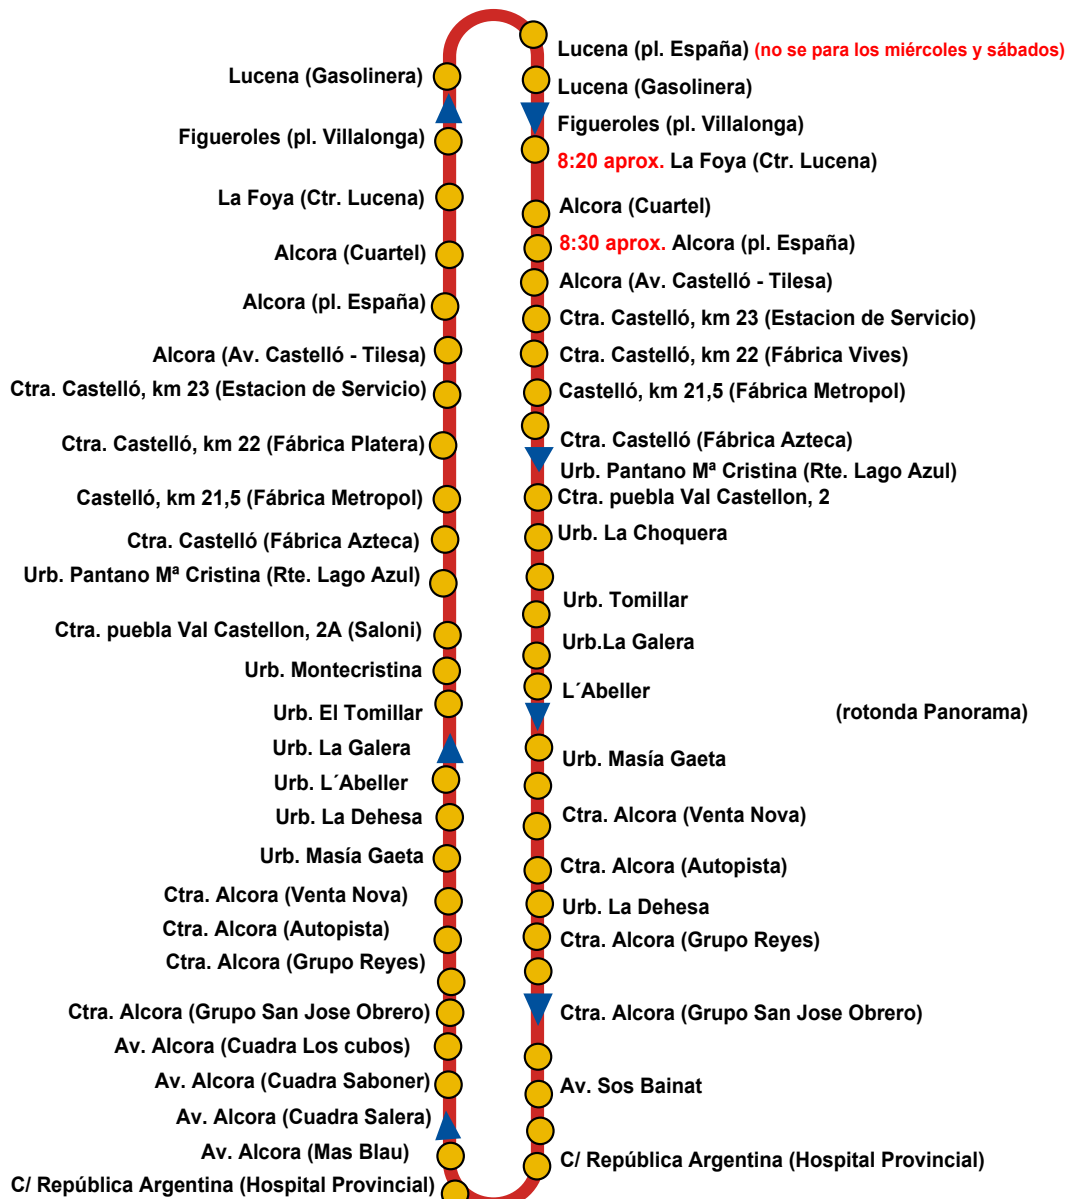 Lucena (Gasolinera)
Figueroles (pl. Villalonga)
La Foya (Ctr. Lucena)
Alcora (Cuartel)
Alcora (pl. España)
Alcora (Av. Castelló - Tilesa)
Ctra. Castelló, km 23 (Estacion de Servicio)
Ctra. Castelló, km 22 (Fábrica Platera)
Castelló, km 21,5 (Fábrica Metropol)
Ctra. Castelló (Fábrica Azteca)
Urb. Pantano Mª Cristina (Rte. Lago Azul)
Ctra. puebla Val Castellon, 2A (Saloni)
Urb. Montecristina
Urb. El Tomillar
Urb. La Galera
Urb. L´Abeller
Urb. La Dehesa
Urb. Masía Gaeta
Ctra. Alcora (Venta Nova)
Ctra. Alcora (Autopista)
Ctra. Alcora (Grupo Reyes)
Ctra. Alcora (Grupo San Jose Obrero)
Av. Alcora (Cuadra Los cubos)
Av. Alcora (Cuadra Saboner)
Av. Alcora (Cuadra Salera)
Av. Alcora (Mas Blau)
C/ República Argentina (Hospital Provincial)
Lucena (pl. España) (no se para los miércoles y sábados)
Lucena (Gasolinera)
Figueroles (pl. Villalonga)
8:20 aprox. La Foya (Ctr. Lucena)
Alcora (Cuartel)
8:30 aprox. Alcora (pl. España)
Alcora (Av. Castelló - Tilesa)
Ctra. Castelló, km 23 (Estacion de Servicio)
Ctra. Castelló, km 22 (Fábrica Vives)
Castelló, km 21,5 (Fábrica Metropol)
Ctra. Castelló (Fábrica Azteca)
Urb. Pantano Mª Cristina (Rte. Lago Azul)
Ctra. puebla Val Castellon, 2
Urb. La Choquera
Urb. Tomillar
Urb.La Galera
L´Abeller
(rotonda Panorama)
Urb. Masía Gaeta
Ctra. Alcora (Venta Nova)
Ctra. Alcora (Autopista)
Urb. La Dehesa
Ctra. Alcora (Grupo Reyes)
Ctra. Alcora (Grupo San Jose Obrero)
Av. Sos Bainat
C/ República Argentina (Hospital Provincial)